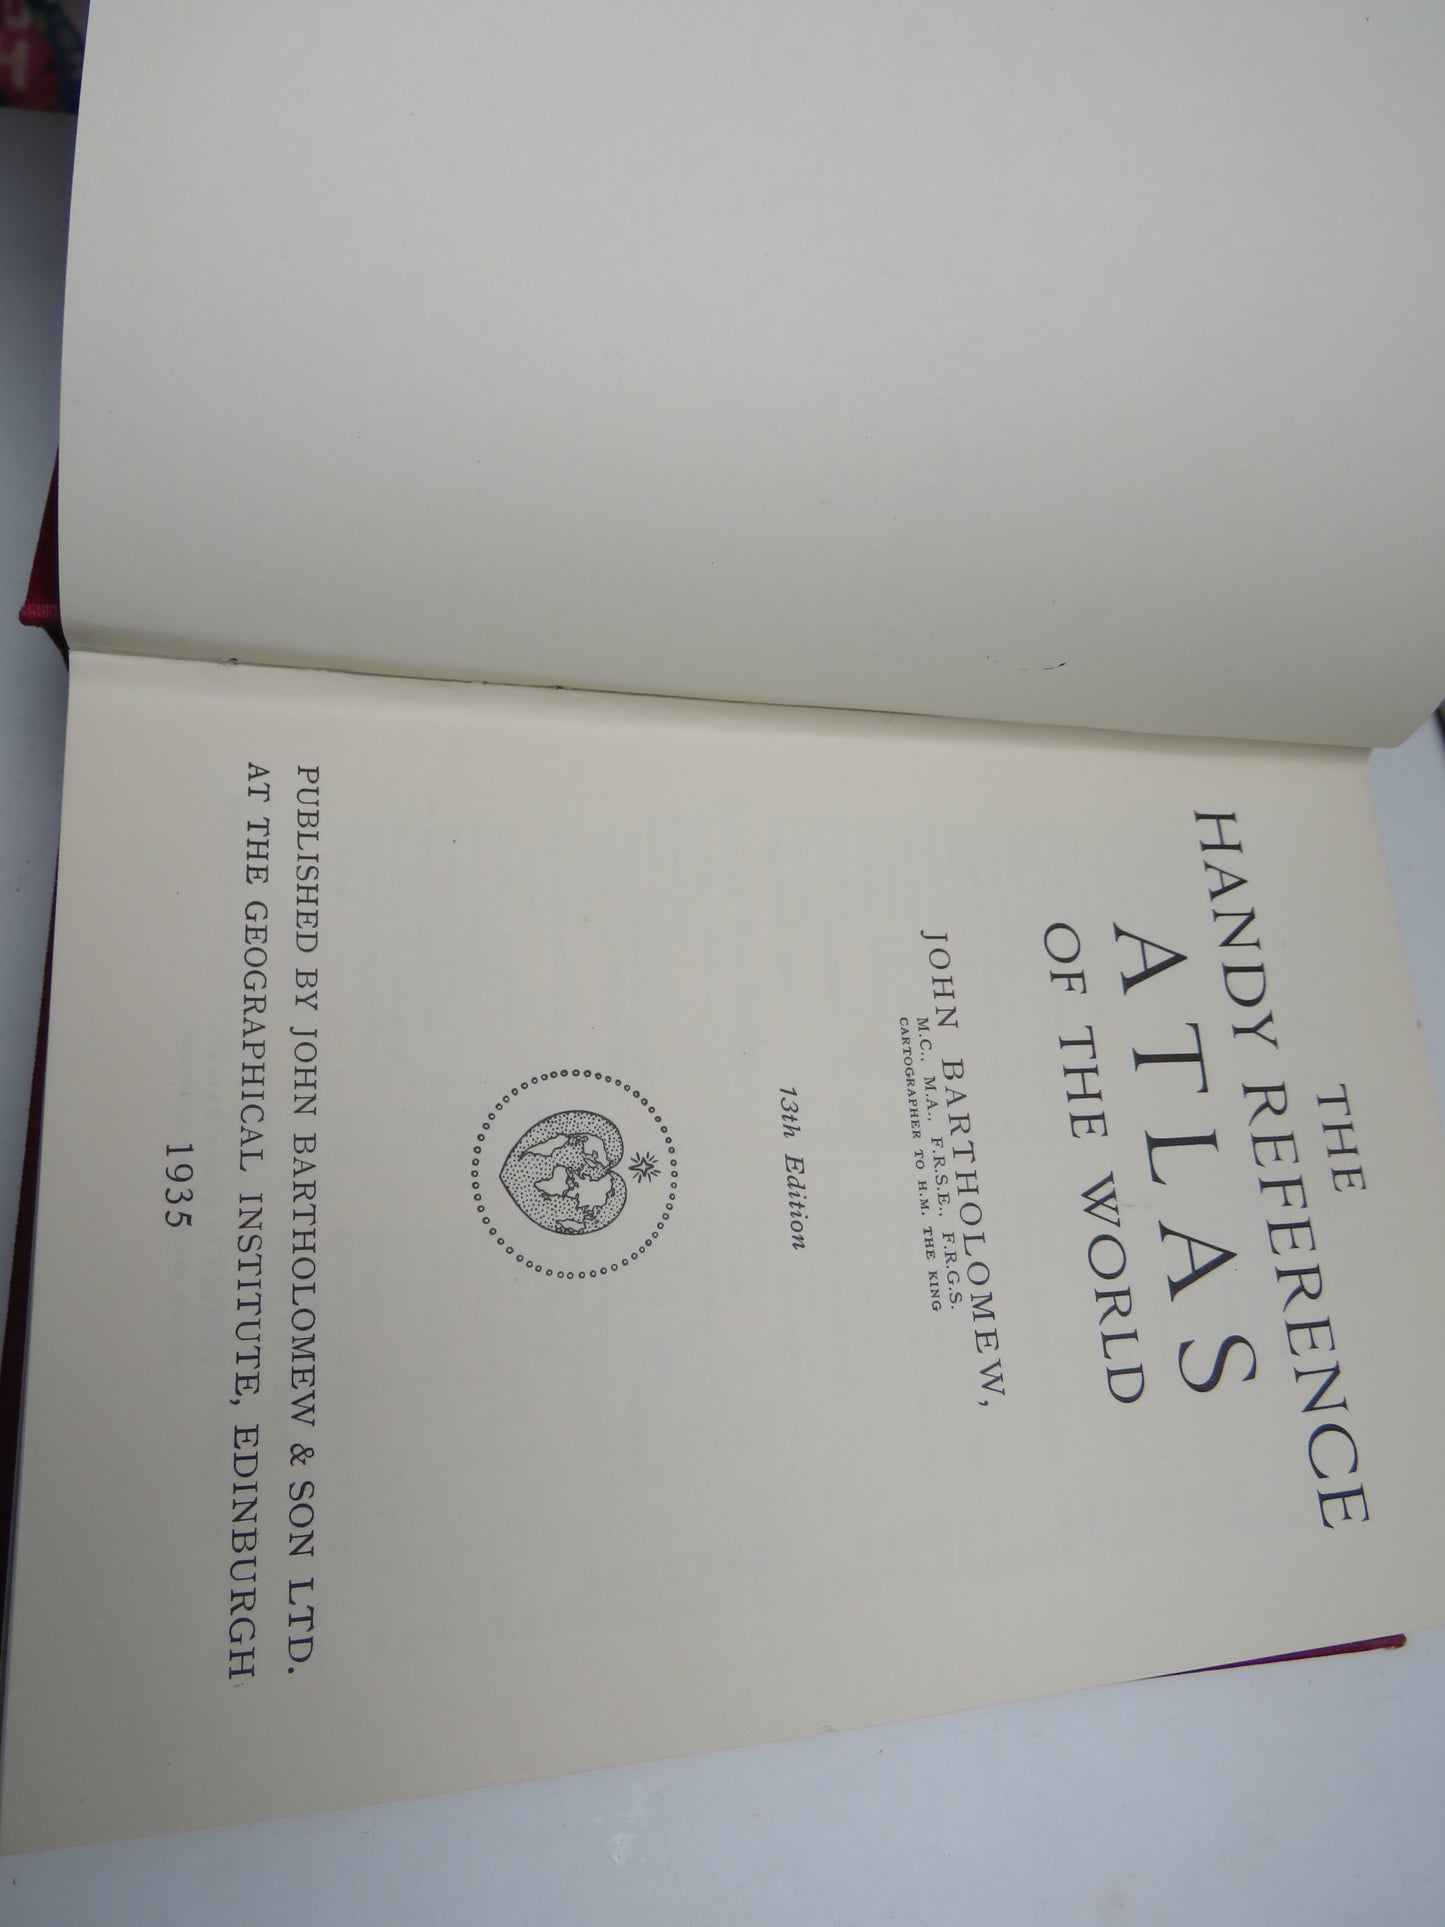 THE
HANDY REFERENCE
ATLAS
OF THE WORLD
JOHN BARTHOLOMEW,
M.C., M.A., F.R.S.E., F.R.G.S.
CARTOGRAPHER TO H.M. THE KING
13th Edition
PUBLISHED BY JOHN BARTHOLOMEW & SON LTD.
AT THE GEOGRAPHICAL INSTITUTE, EDINBURGH
1935